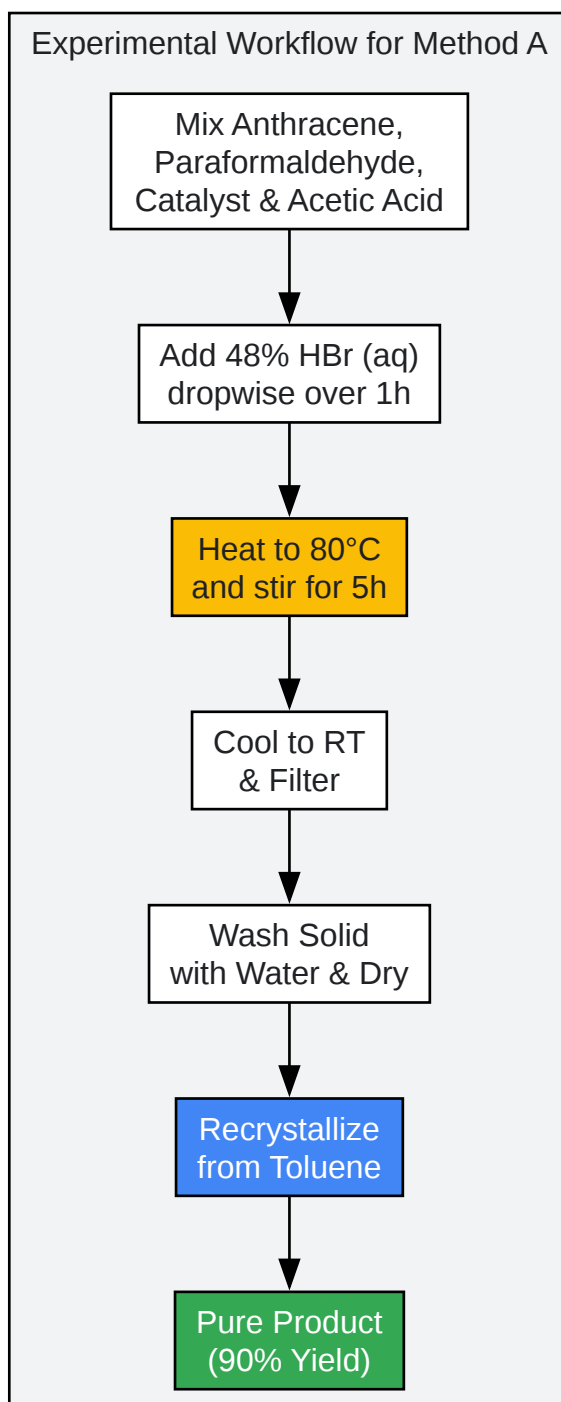 Experimental Workflow for Method A
Mix Anthracene,
Paraformaldehyde,
Catalyst & Acetic Acid
Add 48% HBr (aq)
dropwise over 1h
Heat to 80°C
and stir for 5h
Cool to RT
& Filter
Wash Solid
with Water & Dry
Recrystallize
from Toluene
Pure Product
(90% Yield)